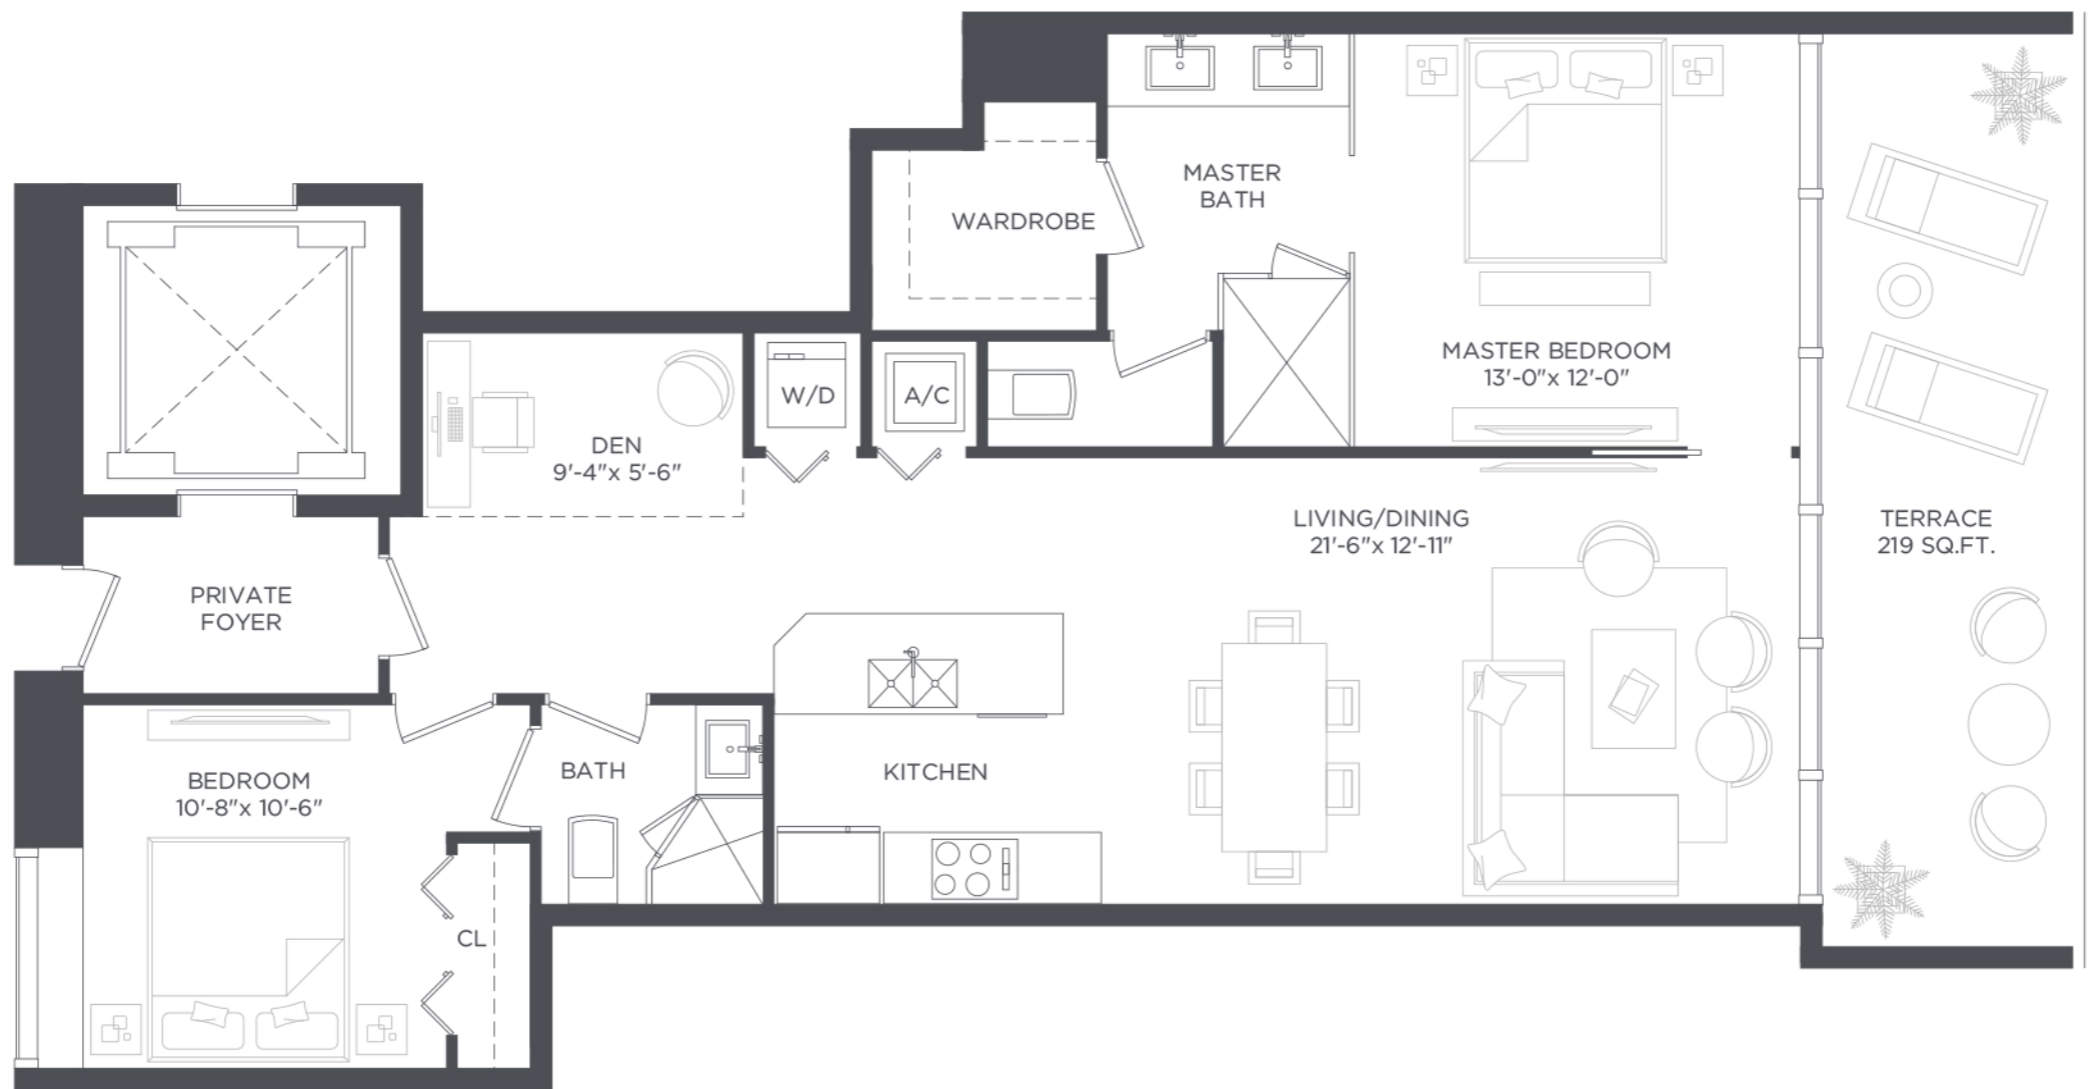 MASTER
BATH
WARDROBE
MASTER BEDROOM
13'-0"x 12'-0"
W/D
A/C
DEN
9'-4"x 5'-6"
LIVING/DINING
21'-6"x 12'-11"
TERRACE
219 SQ.FT.
PRIVATE
FOYER
BEDROOM
10'-8"x 10'-6"
BATH
KITCHEN
CL